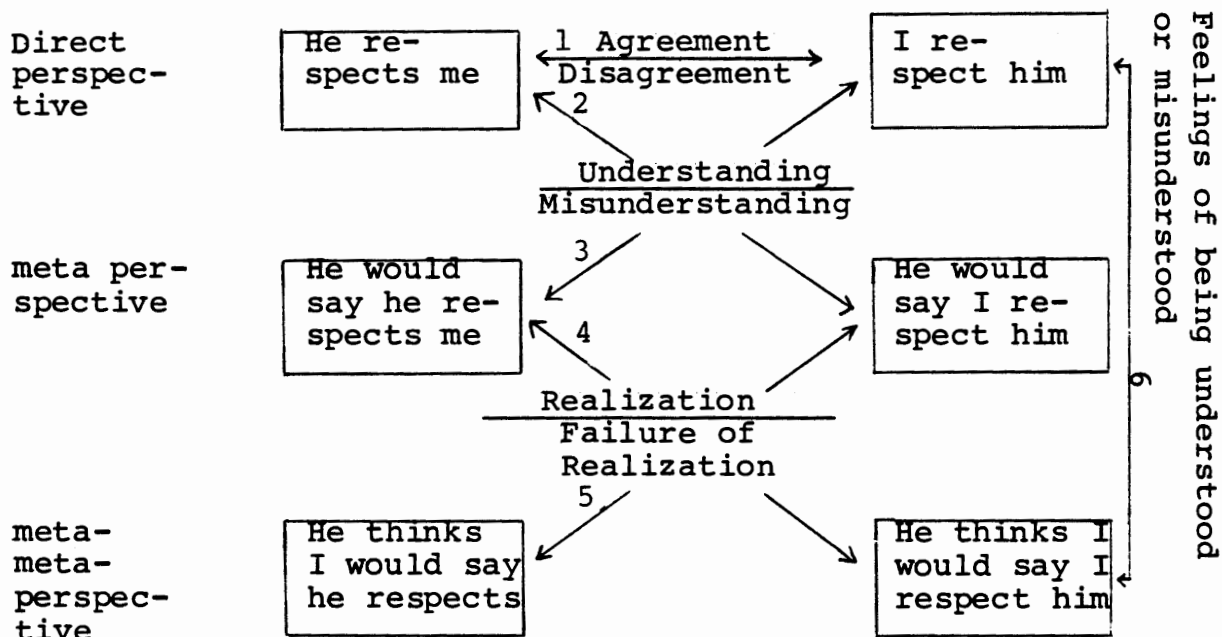 Direct
perspec-
tive
He re-
spects me
1 Agreement
Disagreement
2
I re-
spect him
Understanding
Misunderstanding
3
meta per-
spective
He would
say he re-
spects me
4
He would
say I re-
spect him
Realization
Failure of
Realization
5
meta-
meta-
perspec-
tive
He thinks
I would say
he respects
He thinks I
would say I
respect him
6
Feelings of being understood
or misunderstood